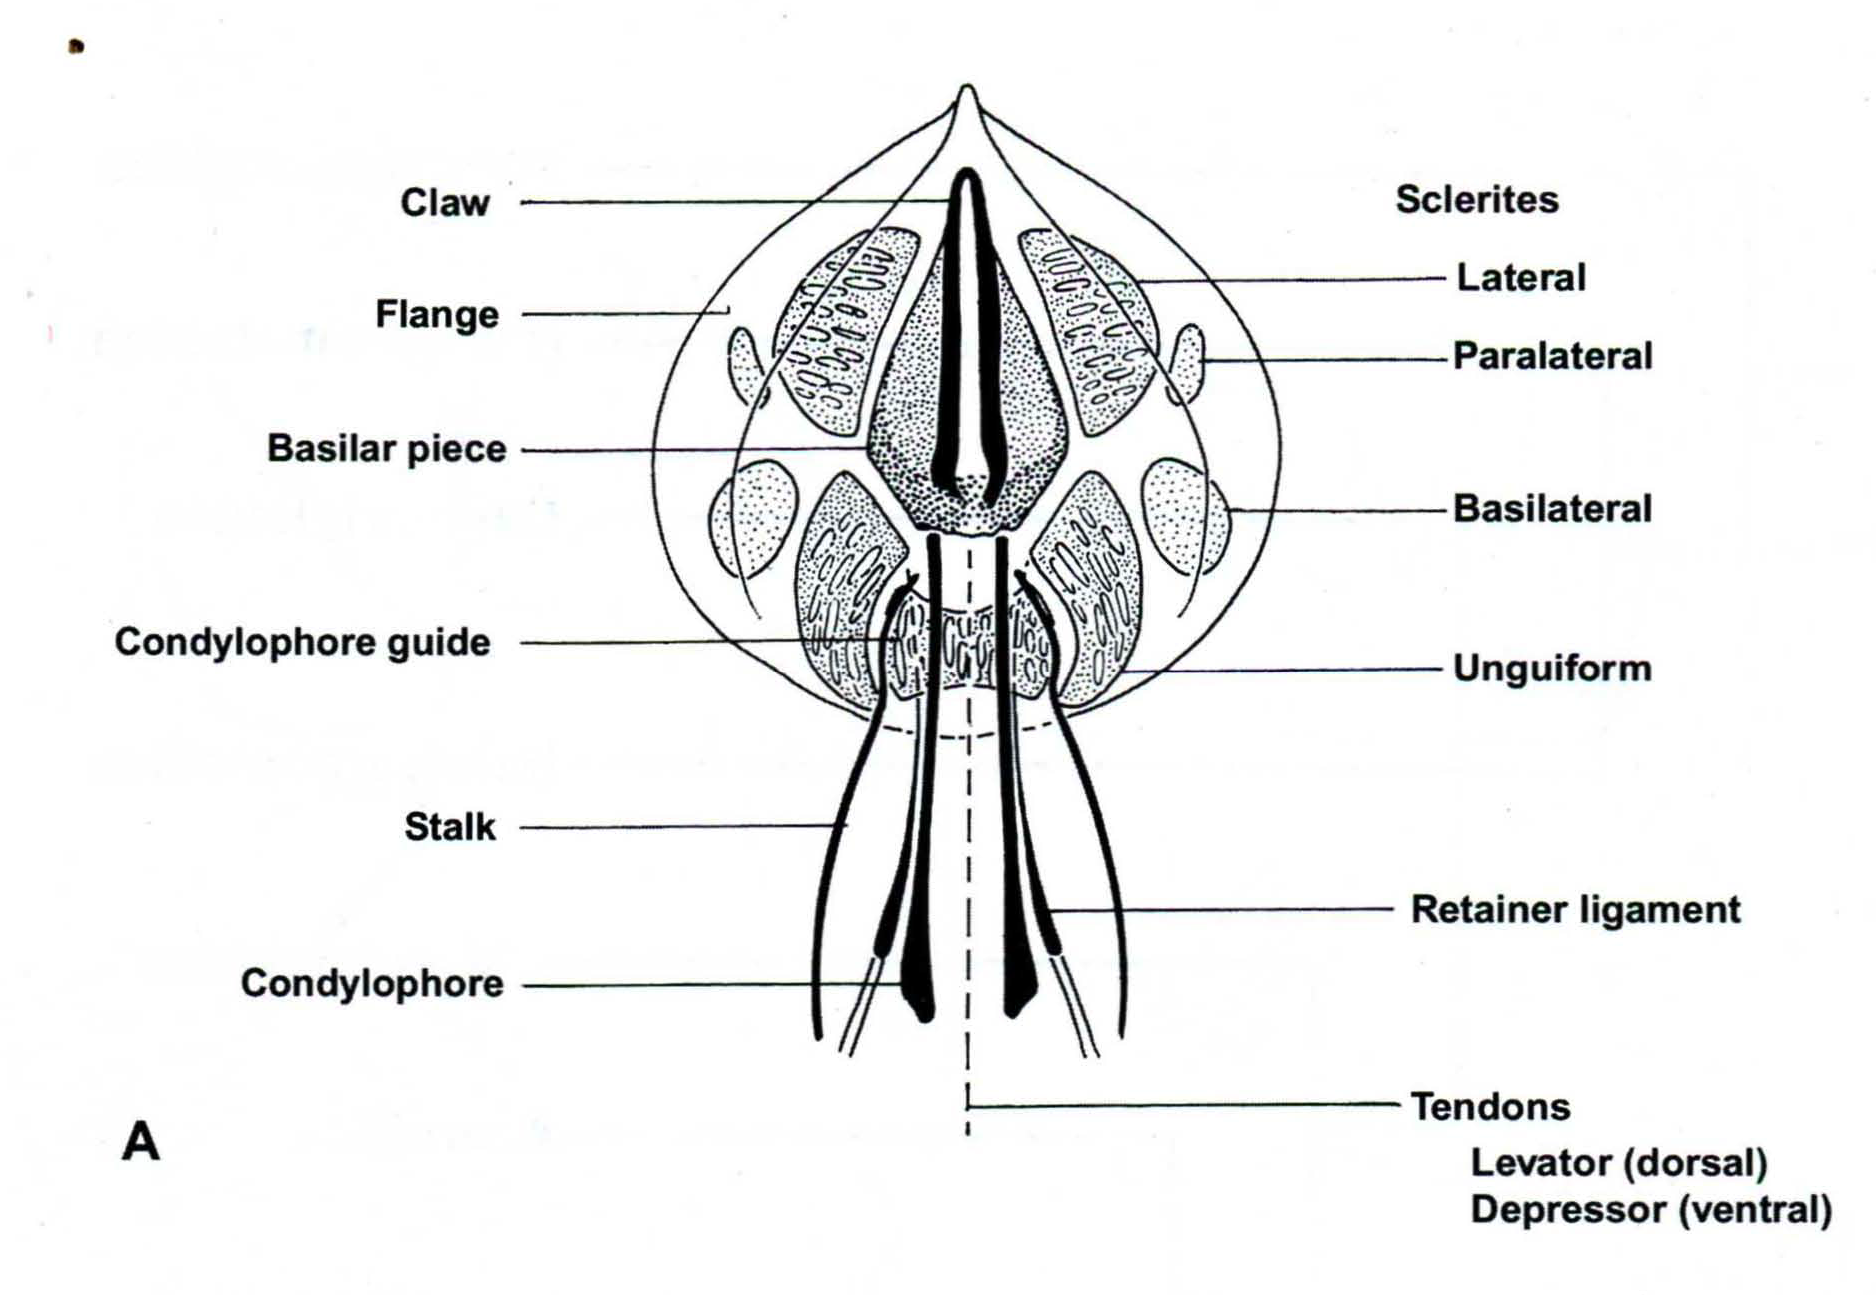 Claw
Flange
Basilar piece
Condylophore guide
Stalk
Condylophore
Sclerites
Lateral
Paralateral
Basilateral
Unguiform
Retainer ligament
Tendons
Levator (dorsal)
Depressor (ventral)
A